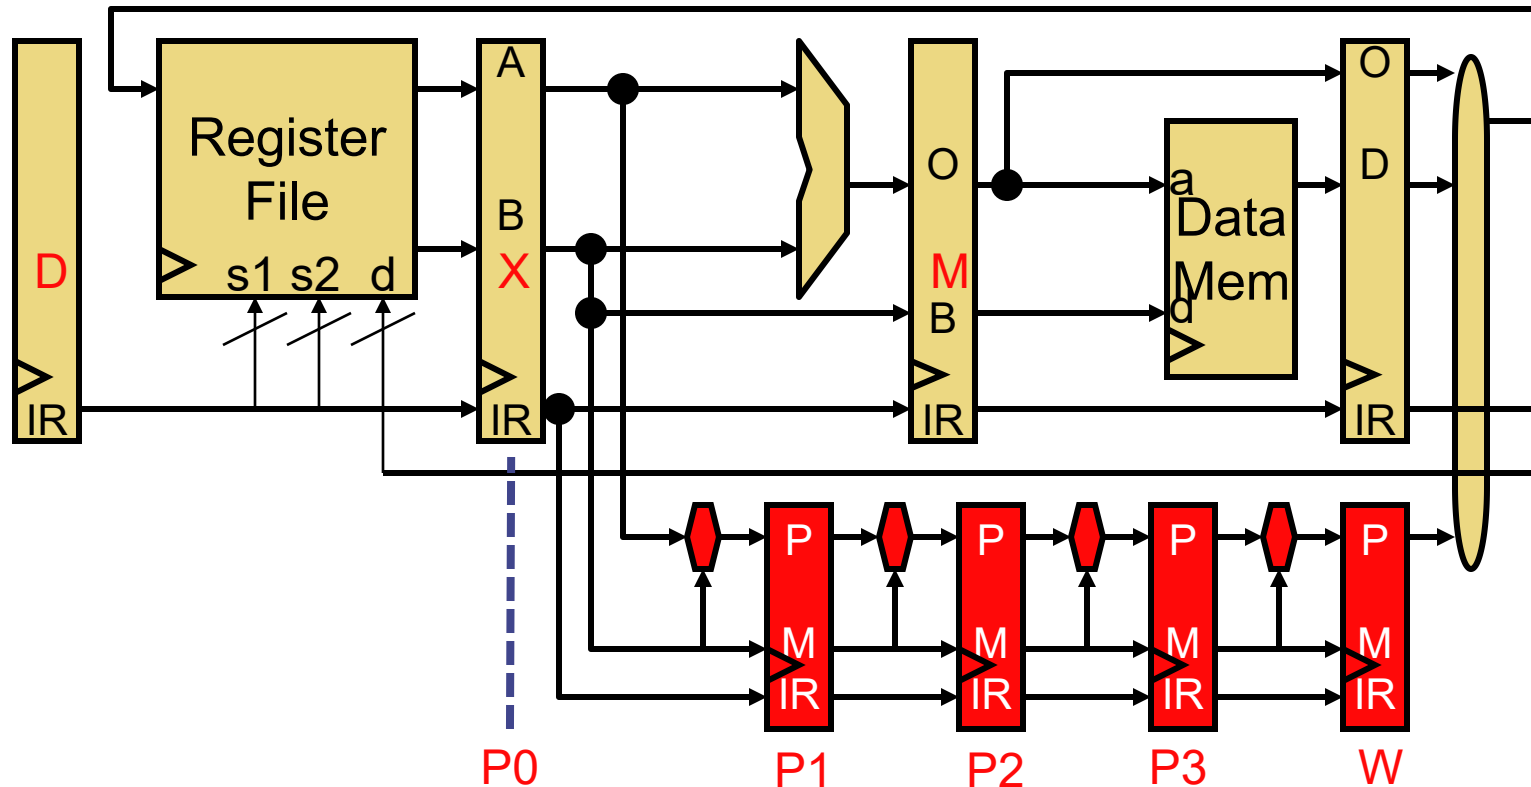 A
O
Register
File
O
D
B
a
Data
Mem
d
D
s1 s2 d
X
M
B
IR
IR
IR
IR
P
P
P
P
M
M
M
M
IR
IR
IR
IR
P0
P1
P2
P3
W